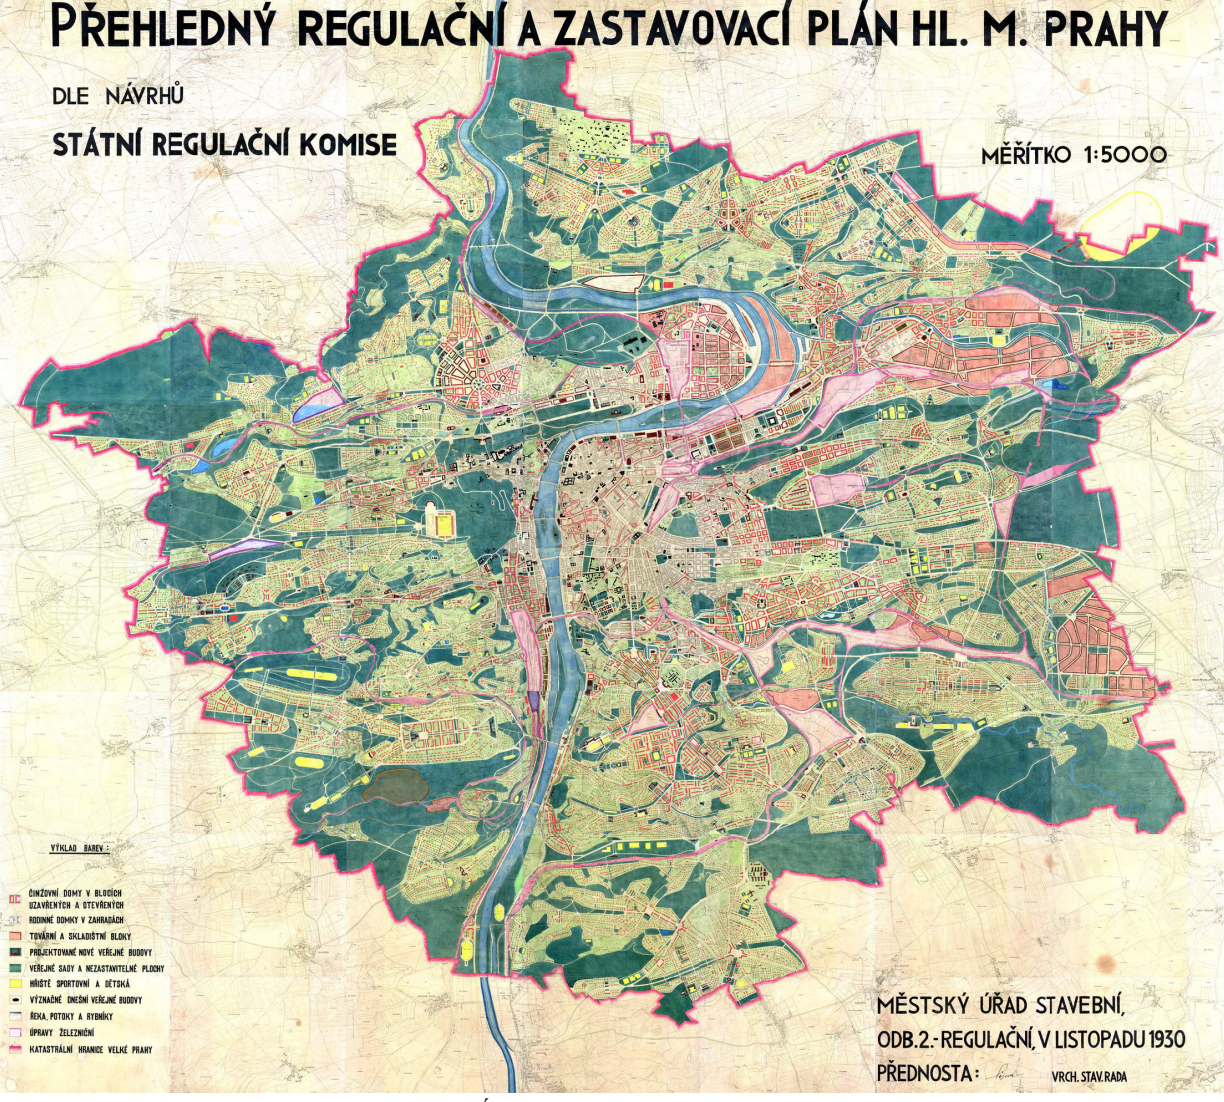 PŘEHLEDNÝ REGULAČNÍ A ZASTAVOVACÍ PLÁN HL. M. PRAHY
DLE NÁVRHŮ
STÁTNÍ REGULAČNÍ KOMISE
MĚŘÍTKO 1:5000
VÝKLAD BAREV:
ČINŽOVNÍ DOMY V BLOCÍCH
UZAVŘENÝCH A OTEVŘENÝCH
RODINNÉ DOMKY V ZAHRADÁCH
TOVÁRNÍ A SKLADIŠTNÍ BLOKY
PROJEKTOVANÉ NOVÉ VEŘEJNÉ BUDOVY
VEŘEJNÉ SADY A NEZASTAVITELNÉ PLOCHY
HŘIŠTĚ SPORTOVNÍ A DĚTSKÁ
VÝZNAČNÉ DNEŠNÍ VEŘEJNÉ BUDOVY
ŘEKA, POTOKY A RYBNÍKY
ÚPRAVY ŽELEZNIČNÍ
KATASTRÁLNÍ HRANICE VELKÉ PRAHY
MĚSTSKÝ ÚŘAD STAVEBNÍ,
ODB.2.-REGULAČNÍ, V LISTOPADU 1930
PŘEDNOSTA: VRCH. STAV. RADA